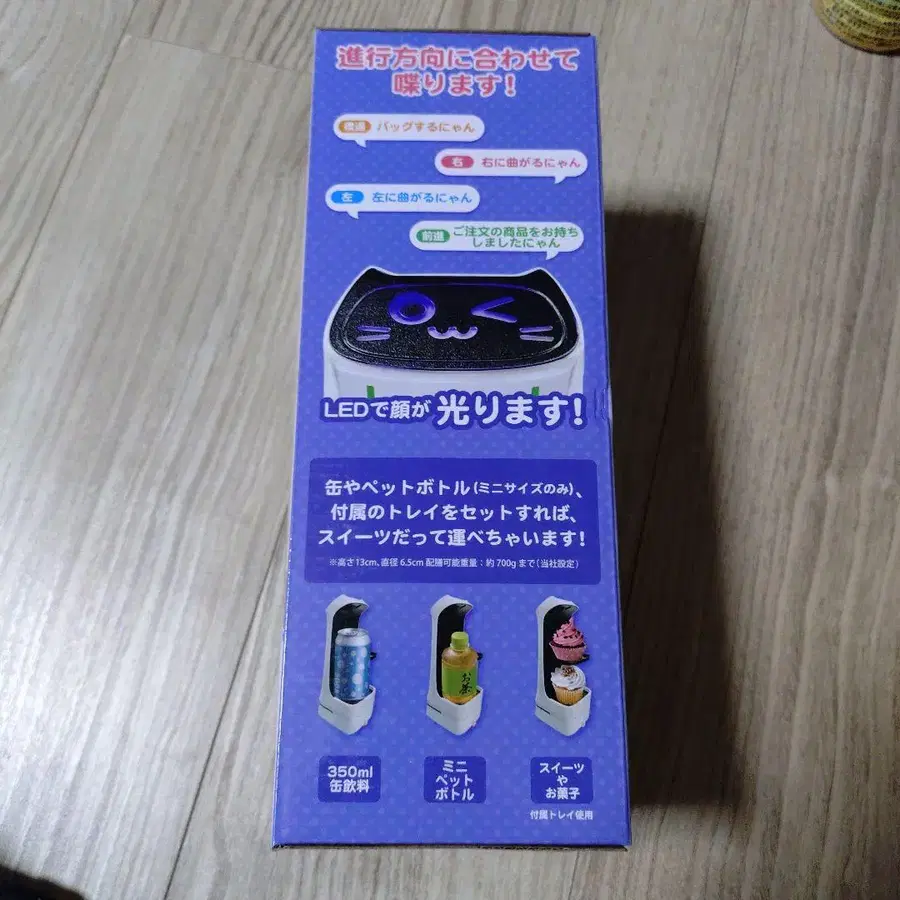 進行方向に合わせて
喋ります！
後退 バッグするにゃん
右 右に曲がるにゃん
左 左に曲がるにゃん
前進 ご注文の商品をお持ち
しましたにゃん
LEDで顔が光ります！
缶やペットボトル(ミニサイズのみ)、
付属のトレイをセットすれば、
スイーツだって運べちゃいます！
※高さ13cm、直径6.5cm 配膳可能重量：約700gまで(当社設定)
お茶
350ml
缶飲料
ミニ
ペット
ボトル
スイーツ
や
お菓子
付属トレイ使用